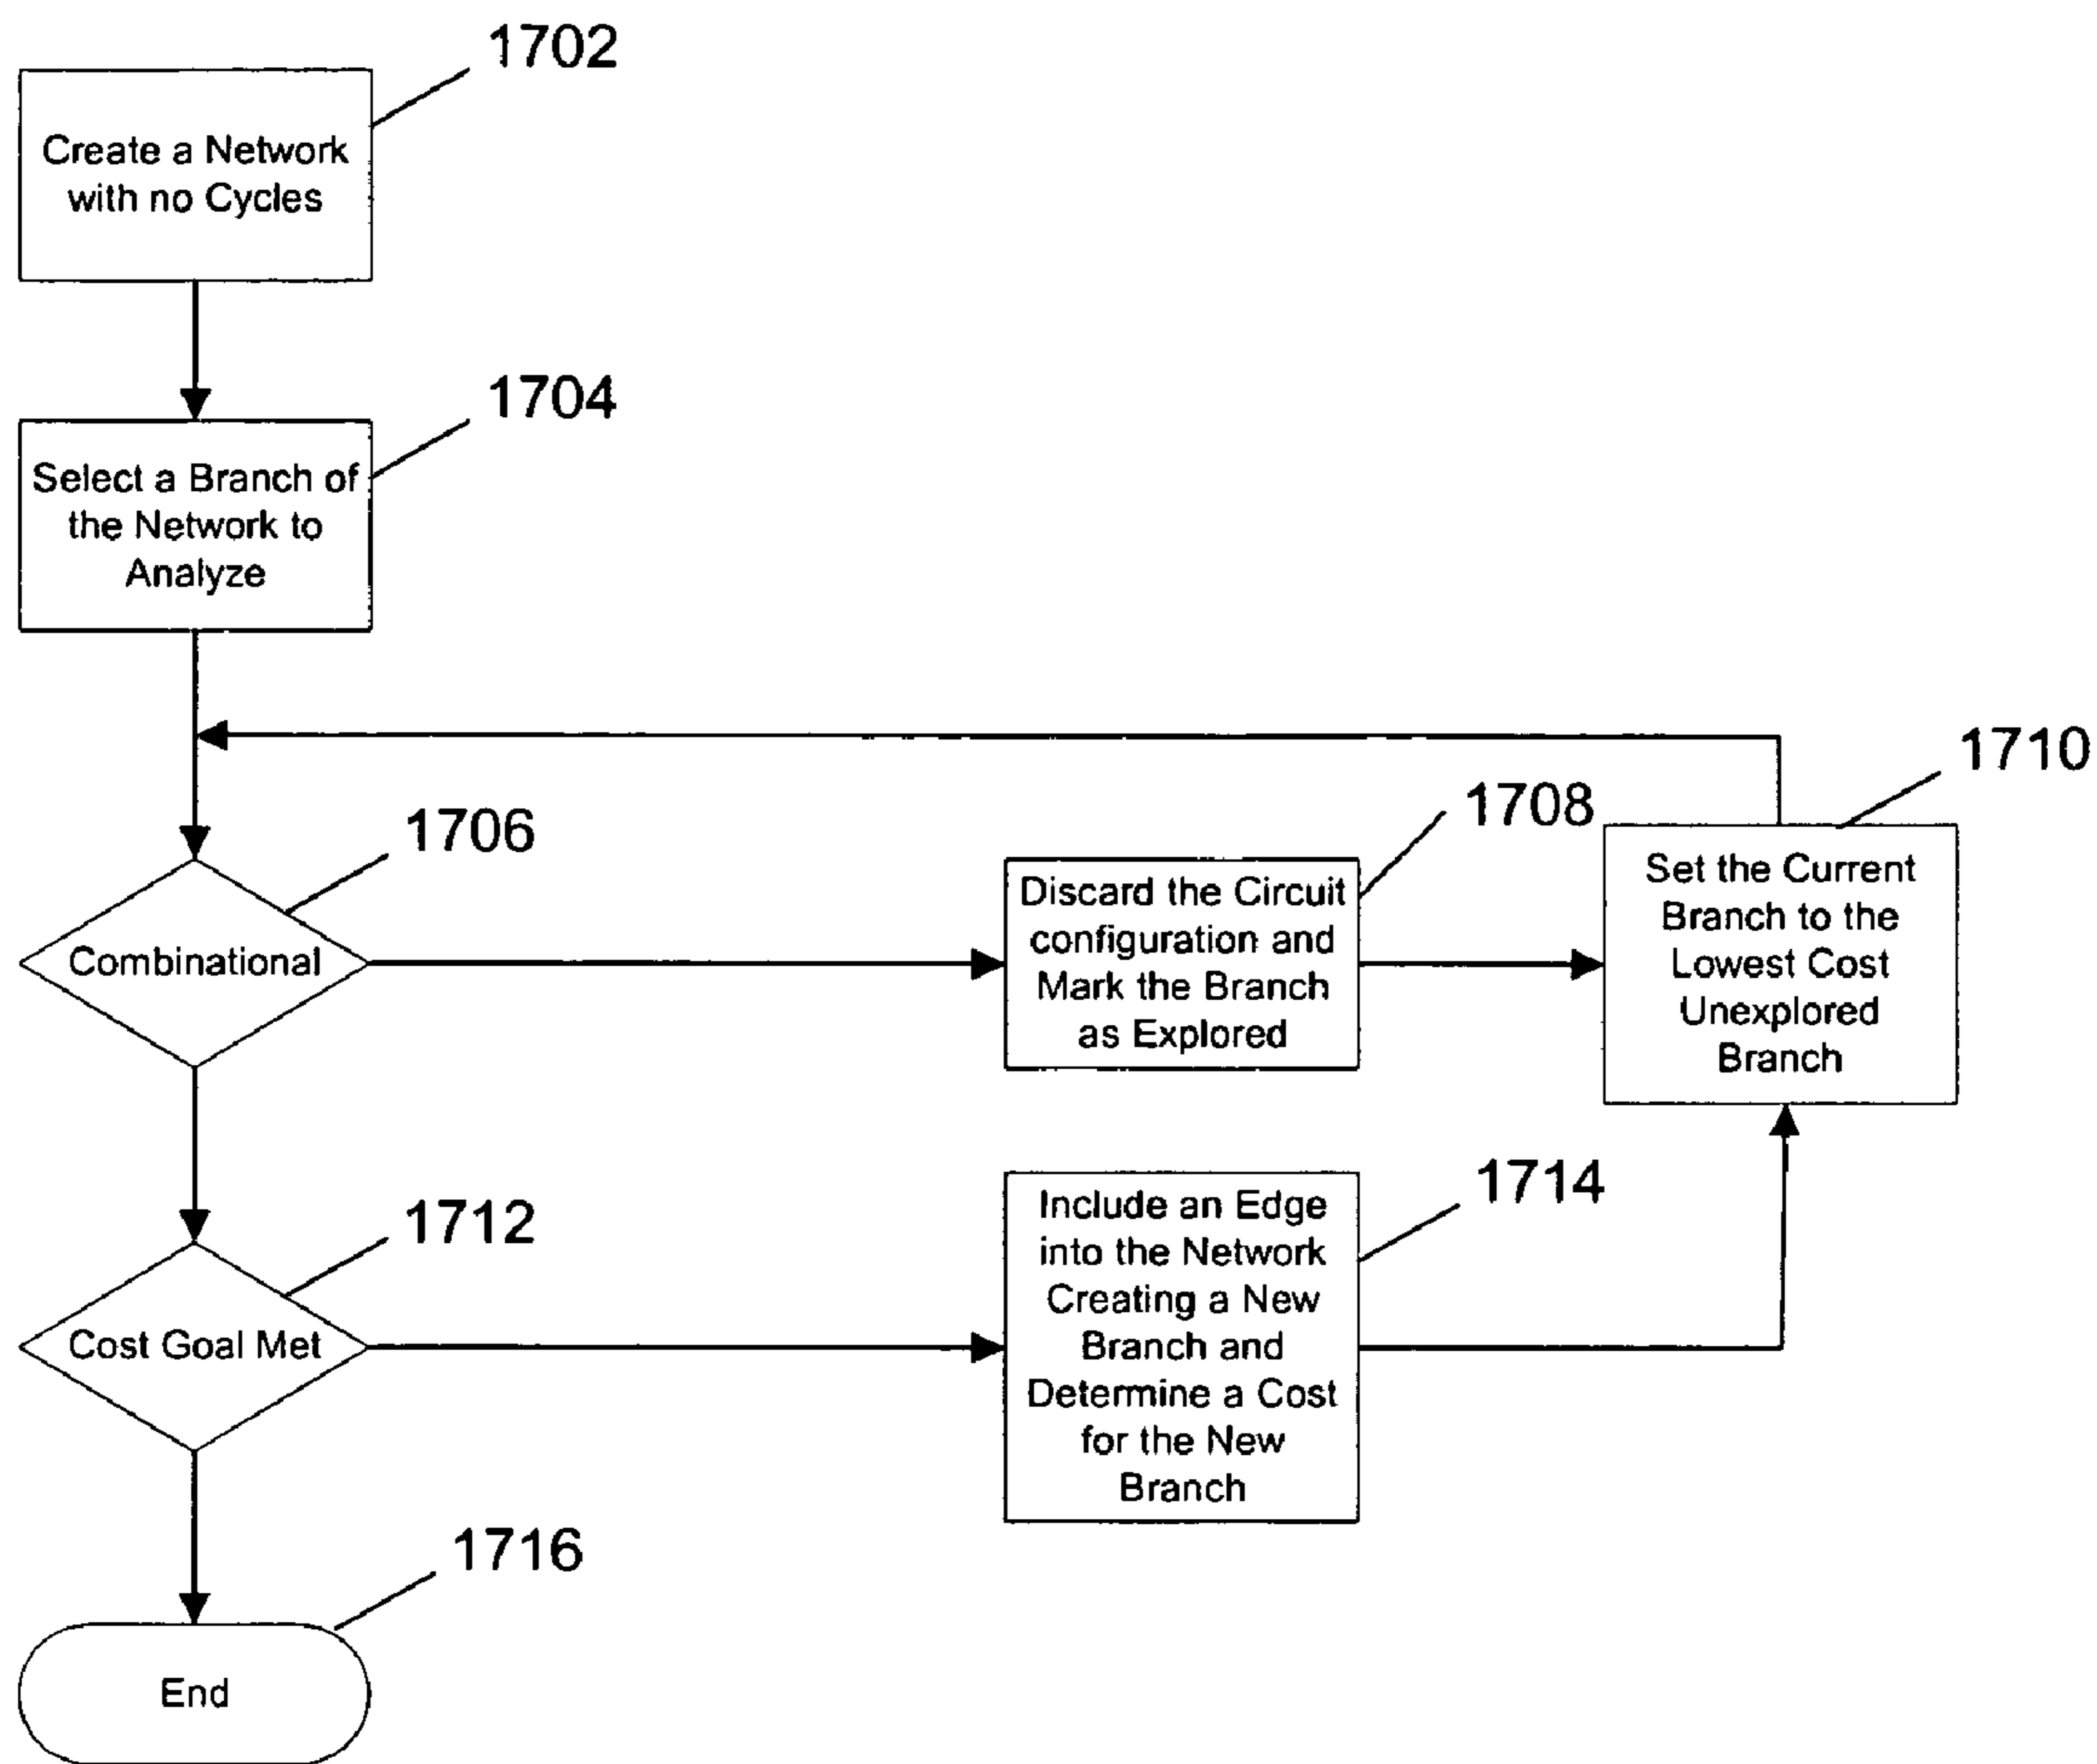 1702
Create a Network
with no Cycles
1704
Select a Branch of
the Network to
Analyze
1706
Combinational
1708
Discard the Circuit
configuration and
Mark the Branch
as Explored
1710
Set the Current
Branch to the
Lowest Cost
Unexplored
Branch
1712
Cost Goal Met
1714
Include an Edge
into the Network
Creating a New
Branch and
Determine a Cost
for the New
Branch
1716
End